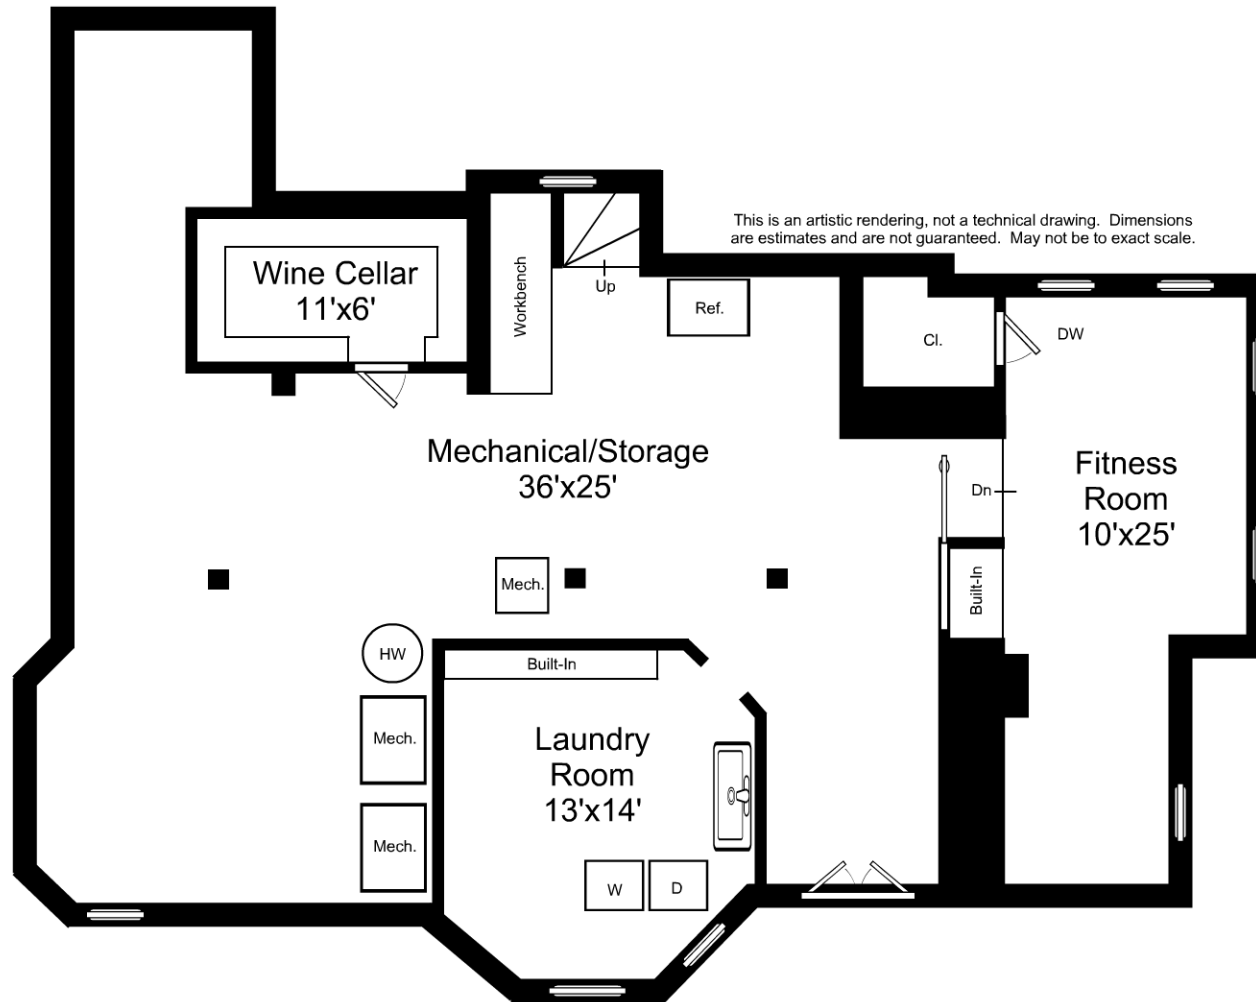 This is an artistic rendering, not a technical drawing.  Dimensions
are estimates and are not guaranteed.  May not be to exact scale.
Wine Cellar
11'x6'
Workbench
Up
Ref.
Cl.
DW
Mechanical/Storage
36'x25'
Dn
Fitness
Room
10'x25'
Mech.
Built-In
HW
Built-In
Mech.
Laundry
Room
13'x14'
Mech.
W
D